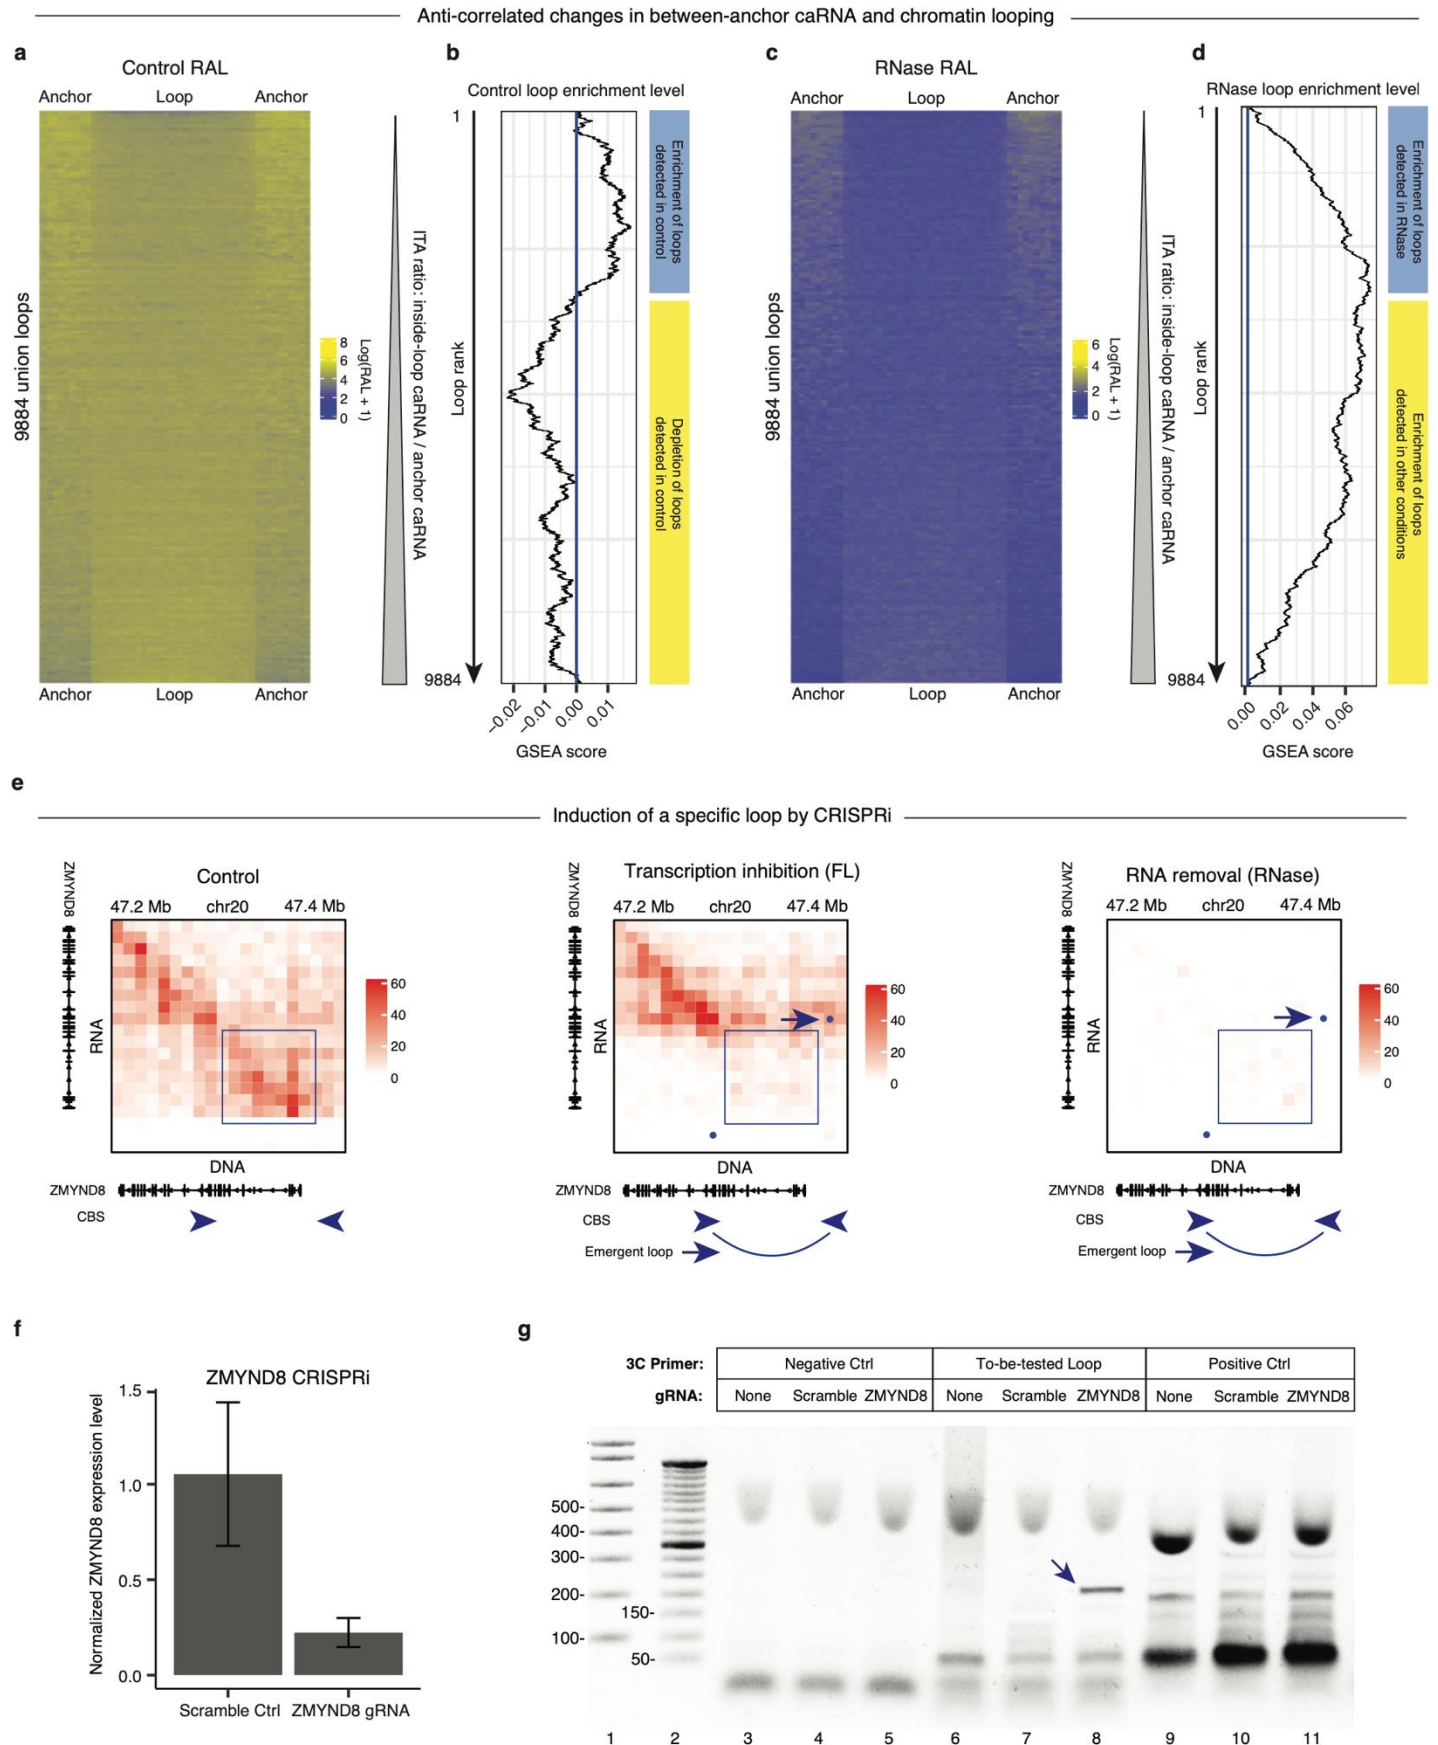 Anti-correlated changes in between-anchor caRNA and chromatin looping
a
Control RAL
Anchor Loop Anchor
9884 union loops
Anchor Loop Anchor
8
6
4
2
0
Log(RAL + 1)
ITA ratio: inside-loop caRNA / anchor caRNA
b
Control loop enrichment level
1
Loop rank
9884
−0.02 −0.01 0.00 0.01
GSEA score
Enrichment of loops
detected in control
Depletion of loops
detected in control
c
RNase RAL
Anchor Loop Anchor
9884 union loops
Anchor Loop Anchor
6
4
2
0
Log(RAL + 1)
ITA ratio: inside-loop caRNA / anchor caRNA
d
RNase loop enrichment level
1
Loop rank
9884
0.00 0.02 0.04 0.06
GSEA score
Enrichment of loops
detected in RNase
Enrichment of loops
detected in other conditions
e
Induction of a specific loop by CRISPRi
ZMYND8
Control
47.2 Mb chr20 47.4 Mb
RNA
60
40
20
0
DNA
ZMYND8
CBS
ZMYND8
Transcription inhibition (FL)
47.2 Mb chr20 47.4 Mb
RNA
60
40
20
0
DNA
ZMYND8
CBS
Emergent loop
ZMYND8
RNA removal (RNase)
47.2 Mb chr20 47.4 Mb
RNA
60
40
20
0
DNA
ZMYND8
CBS
Emergent loop
f
ZMYND8 CRISPRi
Normalized ZMYND8 expression level
1.5
1.0
0.5
0.0
Scramble Ctrl ZMYND8 gRNA
g
3C Primer: Negative Ctrl To-be-tested Loop Positive Ctrl
gRNA: None Scramble ZMYND8 None Scramble ZMYND8 None Scramble ZMYND8
500-
400-
300-
200-
150-
100-
50-
1 2 3 4 5 6 7 8 9 10 11